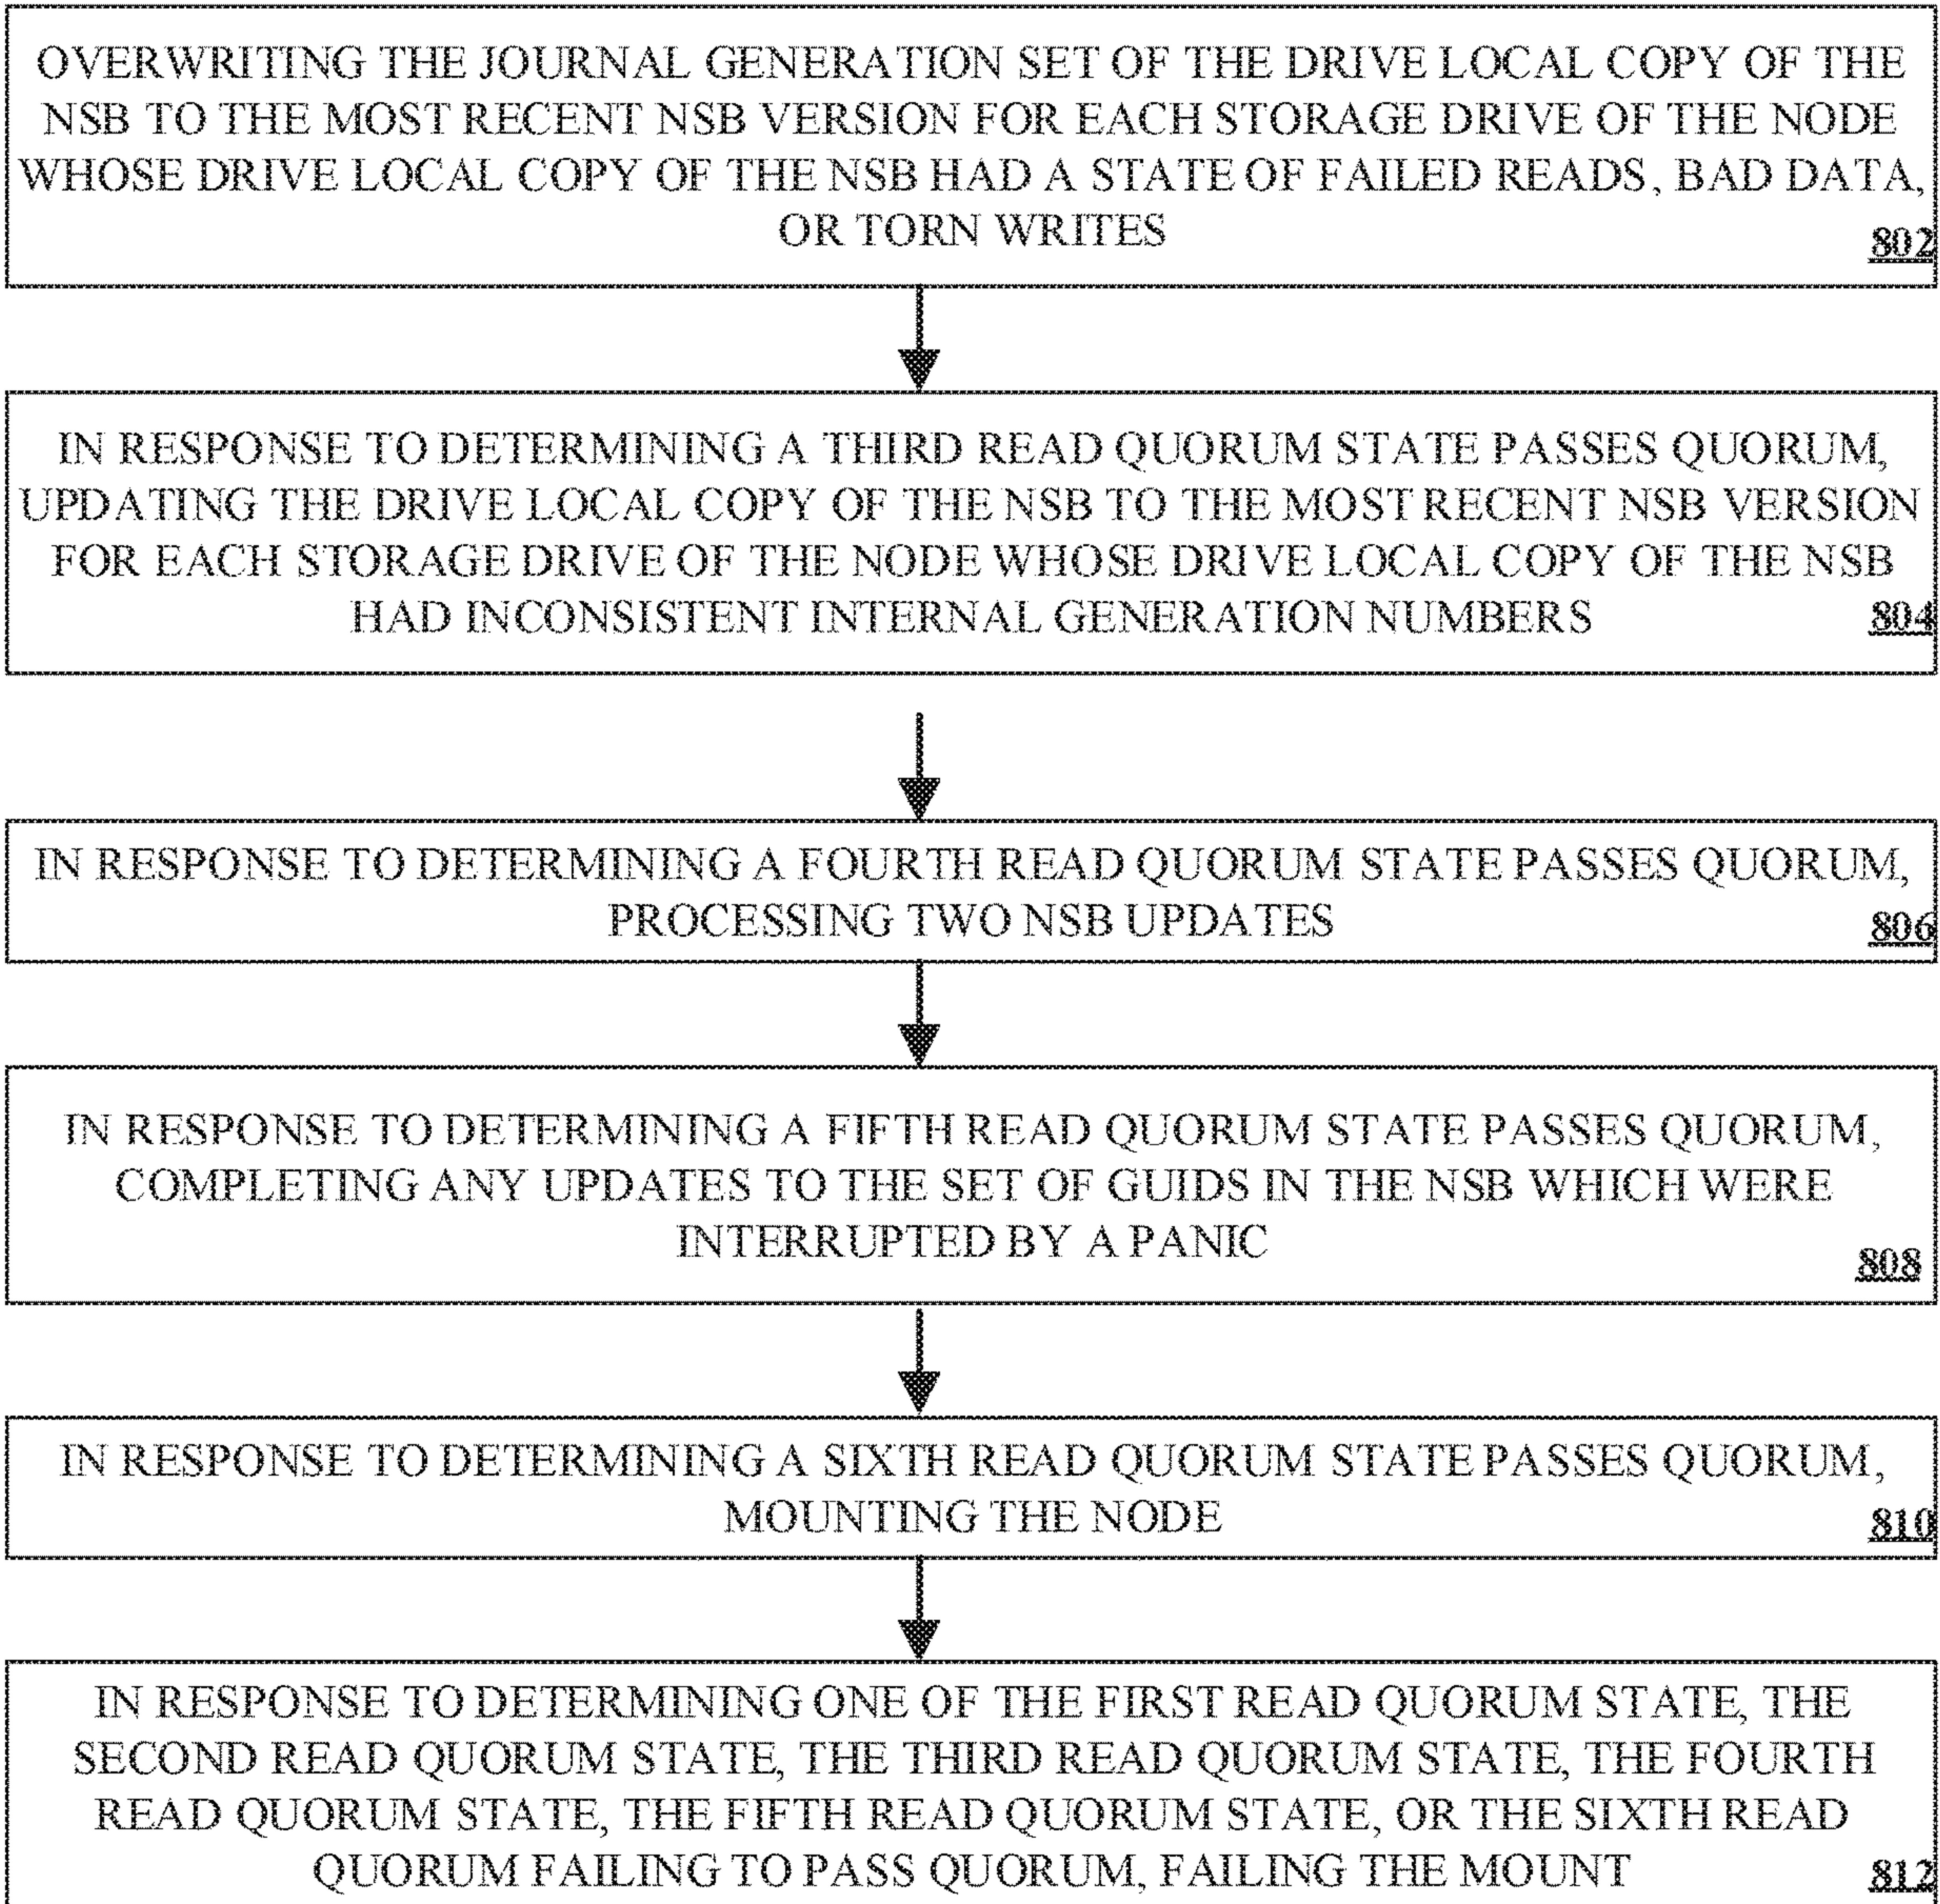 OVERWRITING THE JOURNAL GENERATION SET OF THE DRIVE LOCAL COPY OF THE
NSB TO THE MOST RECENT NSB VERSION FOR EACH STORAGE DRIVE OF THE NODE
WHOSE DRIVE LOCAL COPY OF THE NSB HAD A STATE OF FAILED READS, BAD DATA,
OR TORN WRITES
802
IN RESPONSE TO DETERMINING A THIRD READ QUORUM STATE PASSES QUORUM,
UPDATING THE DRIVE LOCAL COPY OF THE NSB TO THE MOST RECENT NSB VERSION
FOR EACH STORAGE DRIVE OF THE NODE WHOSE DRIVE LOCAL COPY OF THE NSB
HAD INCONSISTENT INTERNAL GENERATION NUMBERS
804
IN RESPONSE TO DETERMINING A FOURTH READ QUORUM STATE PASSES QUORUM,
PROCESSING TWO NSB UPDATES
806
IN RESPONSE TO DETERMINING A FIFTH READ QUORUM STATE PASSES QUORUM,
COMPLETING ANY UPDATES TO THE SET OF GUIDS IN THE NSB WHICH WERE
INTERRUPTED BY A PANIC
808
IN RESPONSE TO DETERMINING A SIXTH READ QUORUM STATE PASSES QUORUM,
MOUNTING THE NODE
810
IN RESPONSE TO DETERMINING ONE OF THE FIRST READ QUORUM STATE, THE
SECOND READ QUORUM STATE, THE THIRD READ QUORUM STATE, THE FOURTH
READ QUORUM STATE, THE FIFTH READ QUORUM STATE, OR THE SIXTH READ
QUORUM FAILING TO PASS QUORUM, FAILING THE MOUNT
812